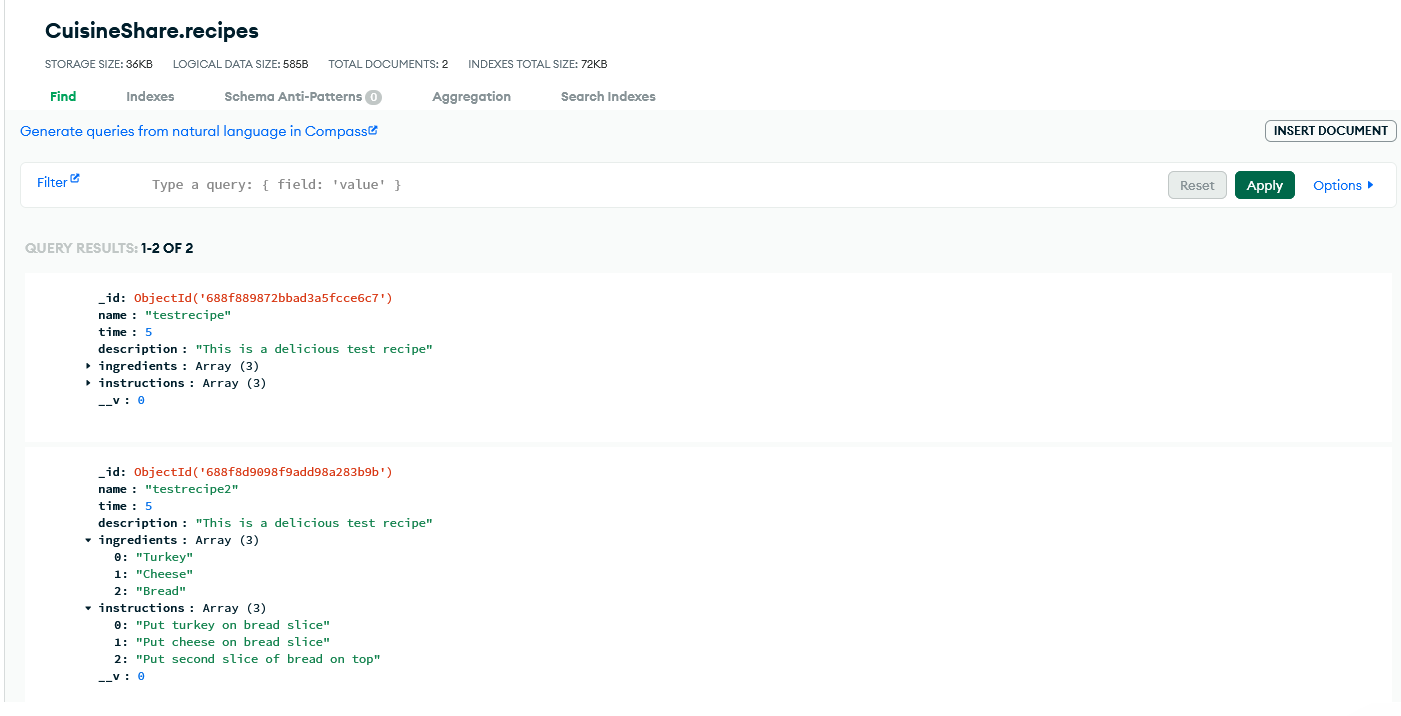 CuisineShare.recipes
STORAGE SIZE: 36KB LOGICAL DATA SIZE: 585B TOTAL DOCUMENTS: 2 INDEXES TOTAL SIZE: 72KB
Find Indexes Schema Anti-Patterns 0 Aggregation Search Indexes
Generate queries from natural language in Compass
INSERT DOCUMENT
Filter Type a query: { field: 'value' } Reset Apply Options
QUERY RESULTS: 1-2 OF 2
_id: ObjectId('688f889872bbad3a5fcce6c7')
name : "testrecipe"
time : 5
description : "This is a delicious test recipe"
ingredients : Array (3)
instructions : Array (3)
__v : 0
_id: ObjectId('688f8d9098f9add98a283b9b')
name : "testrecipe2"
time : 5
description : "This is a delicious test recipe"
ingredients : Array (3)
0: "Turkey"
1: "Cheese"
2: "Bread"
instructions : Array (3)
0: "Put turkey on bread slice"
1: "Put cheese on bread slice"
2: "Put second slice of bread on top"
__v : 0